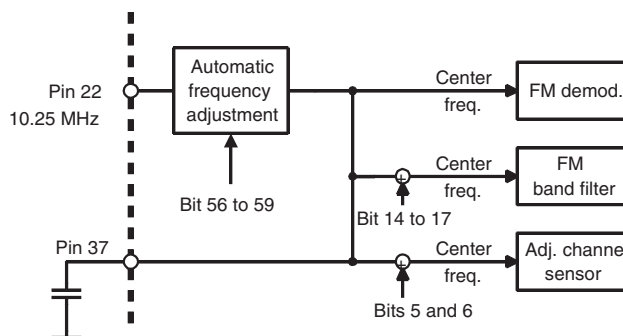 Automatic
frequency
adjustment
Pin 22
10.25 MHz
Center
freq.
FM demod.
Bit 56 to 59
Center
freq.
FM
band filter
+
Bit 14 to 17
Pin 37
Center
freq.
Adj. channel
sensor
+
Bits 5 and 6